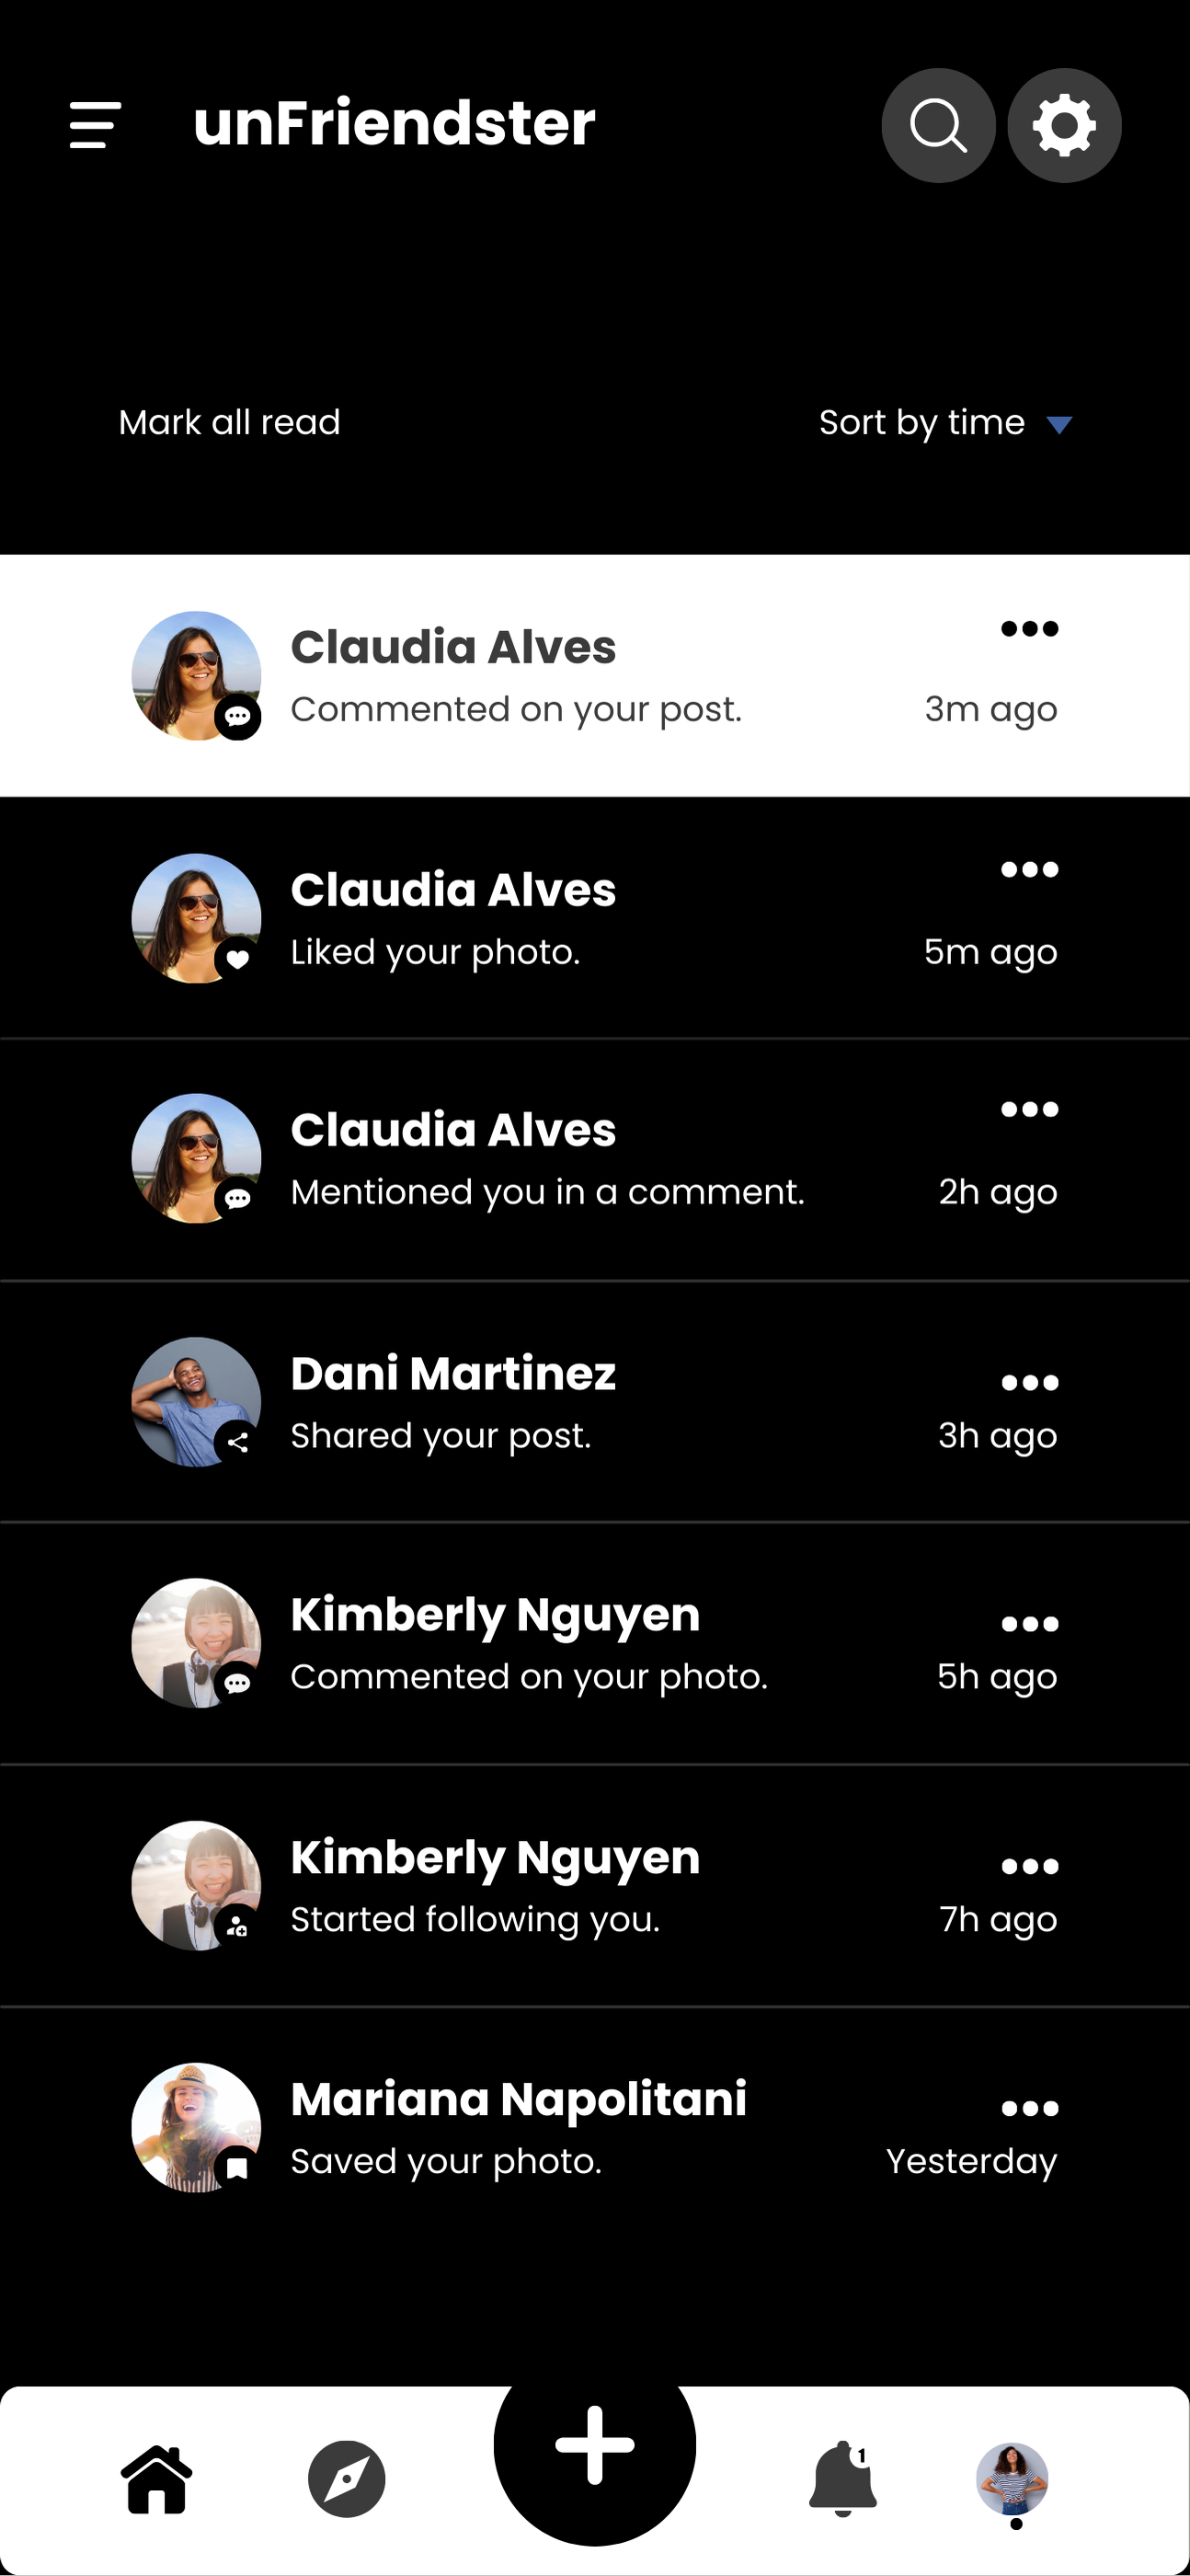 unFriendster
Mark all read
Sort by time
Claudia Alves
Commented on your post.
3m ago
Claudia Alves
Liked your photo.
5m ago
Claudia Alves
Mentioned you in a comment.
2h ago
Dani Martinez
Shared your post.
3h ago
Kimberly Nguyen
Commented on your photo.
5h ago
Kimberly Nguyen
Started following you.
7h ago
Mariana Napolitani
Saved your photo.
Yesterday
1